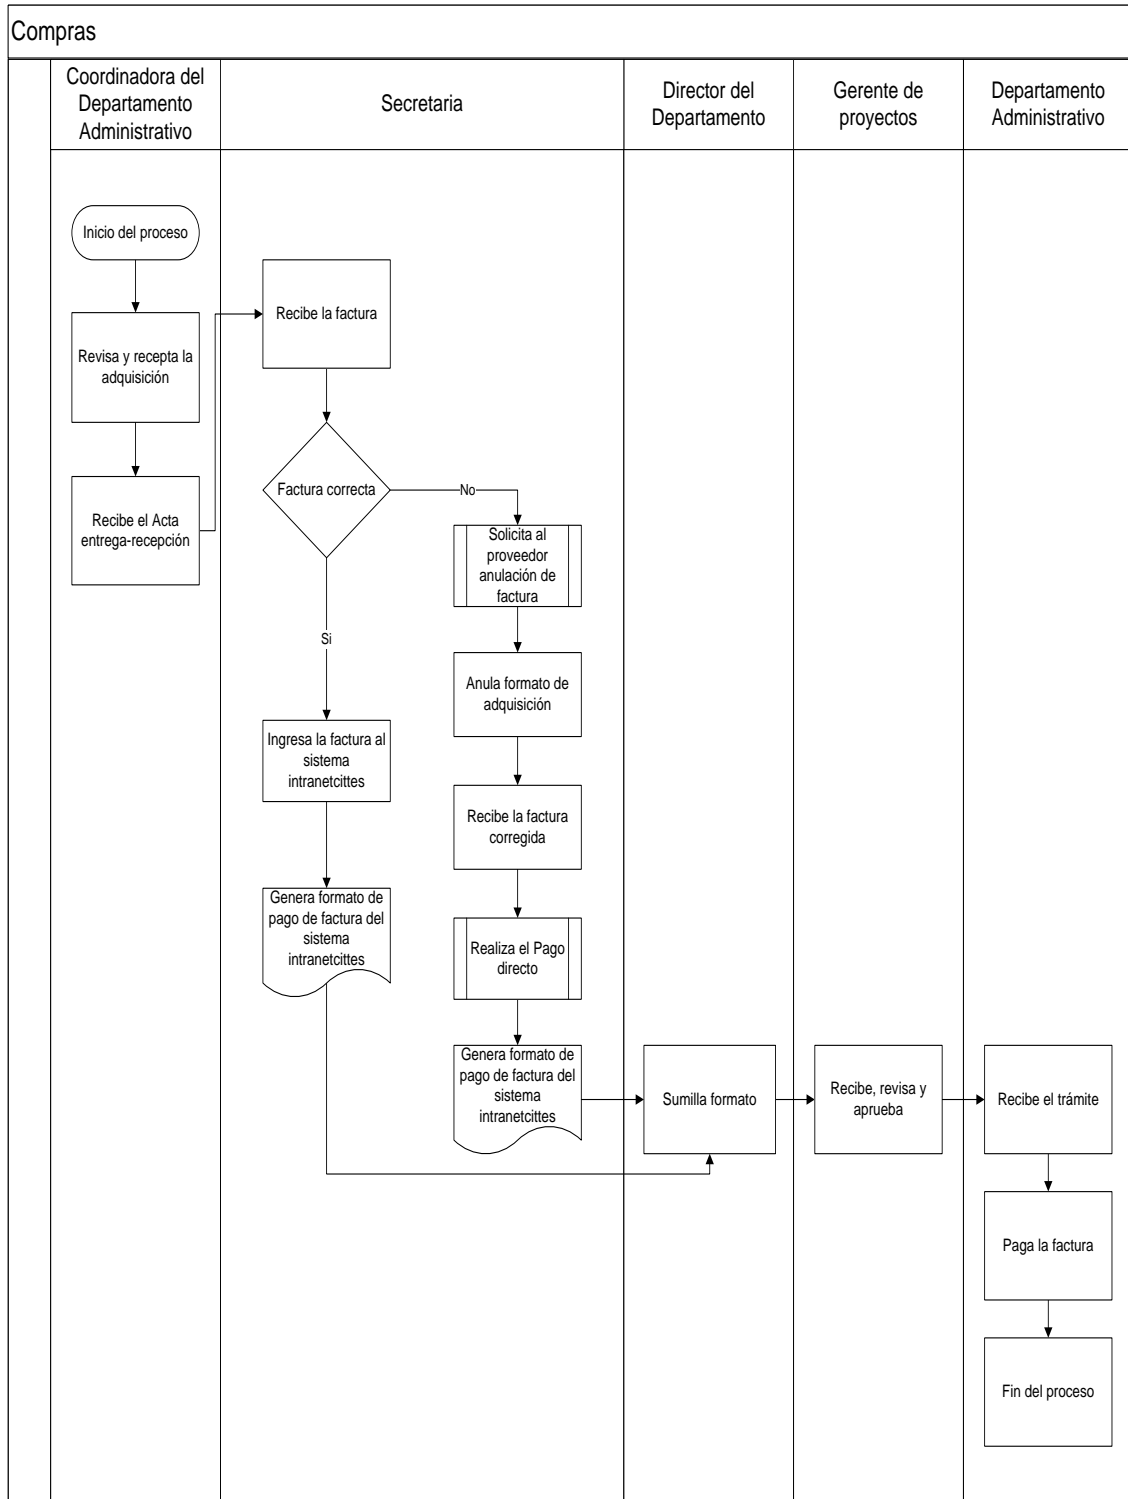 Compras
Coordinadora del
Departamento
Administrativo
Secretaria
Director del
Departamento
Gerente de
proyectos
Departamento
Administrativo
Inicio del proceso
Revisa y recepta la
adquisición
Recibe el Acta
entrega-recepción
Recibe la factura
Factura correcta
No
Si
Solicita al
proveedor
anulación de
factura
Anula formato de
adquisición
Recibe la factura
corregida
Realiza el Pago
directo
Genera formato de
pago de factura del
sistema
intranetcittes
Ingresa la factura al
sistema
intranetcittes
Genera formato de
pago de factura del
sistema
intranetcittes
Sumilla formato
Recibe, revisa y
aprueba
Recibe el trámite
Paga la factura
Fin del proceso